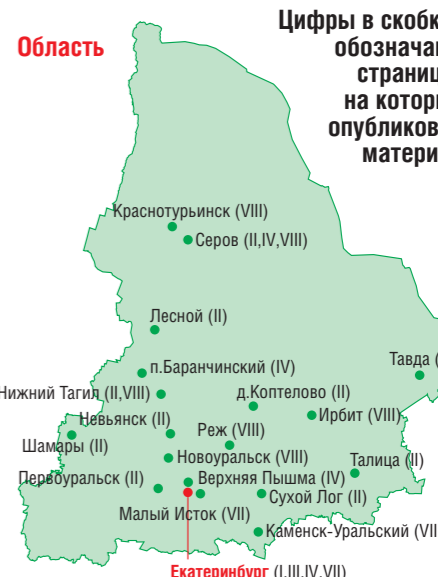 Область
Цифры в
обозначаю
страниц
на котор
опубликов
матери
Краснотурьинск (VIII)
Серов (II,IV,VIII)
Лесной (II)
п.Баранчинский (IV)
Тавда (
Нижний Тагил (II,VIII)
д.Коптелово (II)
Ирбит (VIII)
Невьянск (II)
Реж (VIII)
Шамары (II)
Новоуральск (VIII)
Талица (II)
Первоуральск (II)
Верхняя Пышма (IV)
Сухой Лог (II)
Малый Исток (VII)
Каменск-Уральский (VII
Екатеринбург (I,III,IV,VII)